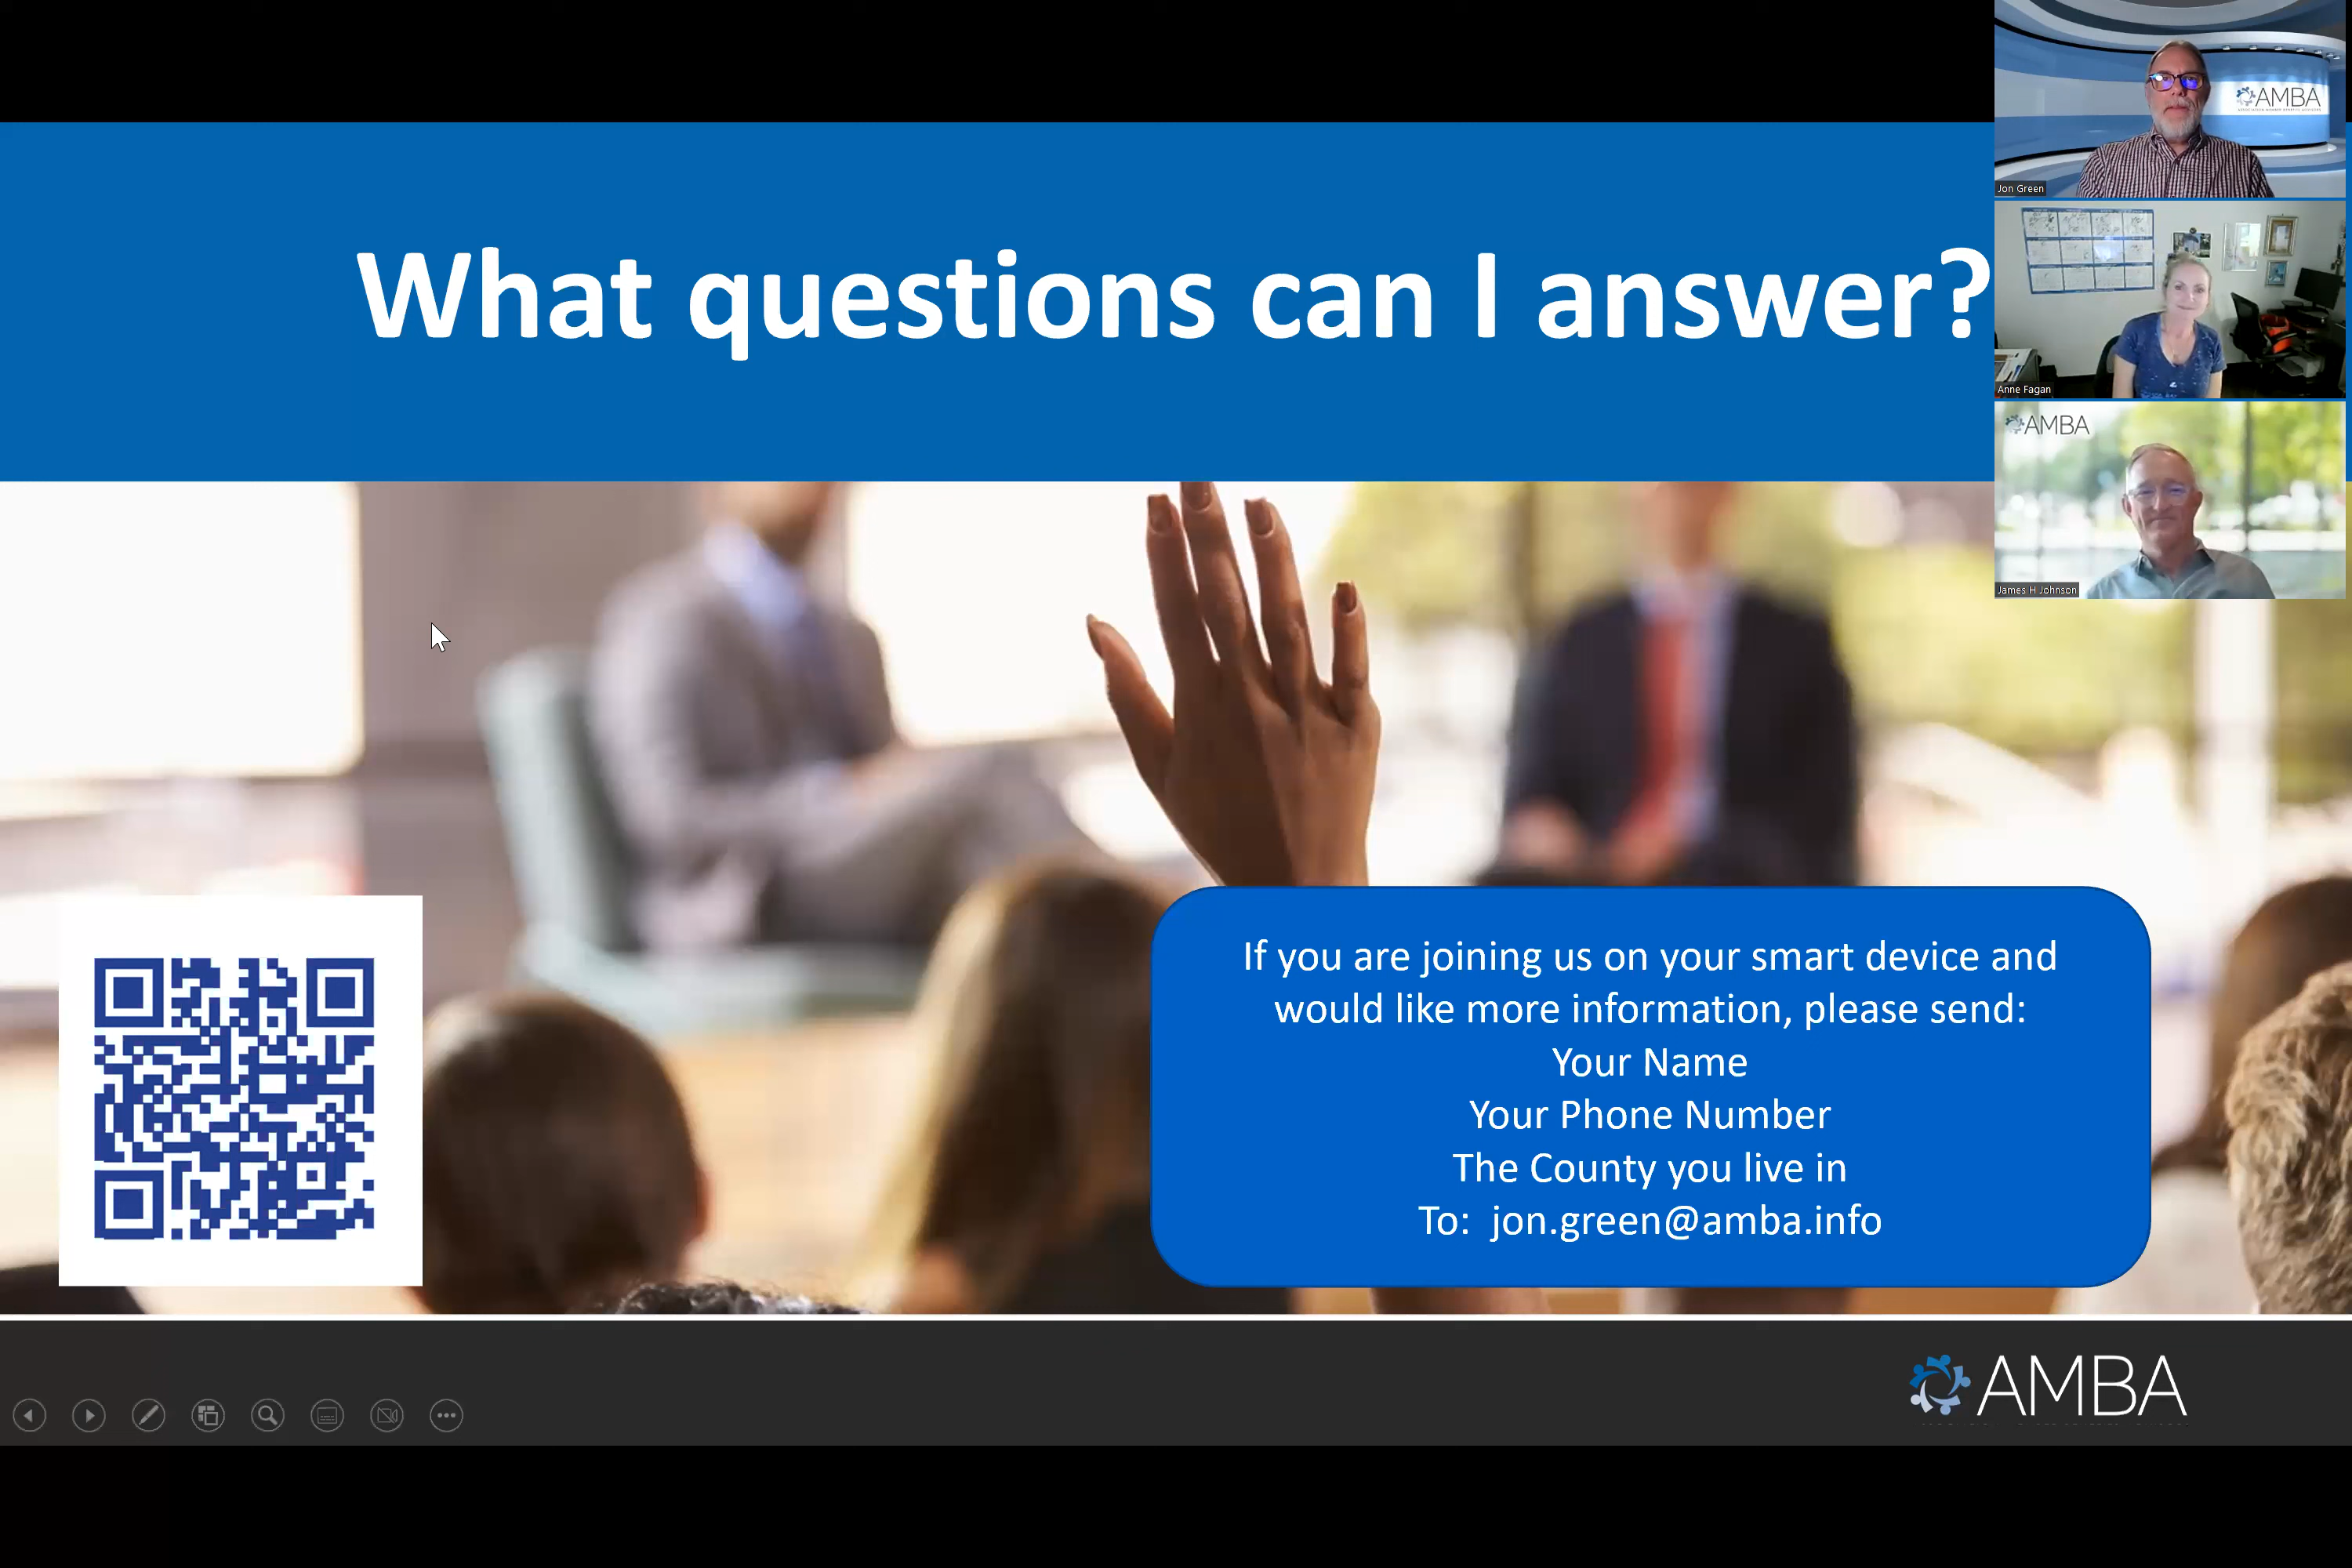 What questions can I answer?
AMBA
Jon Green
Anne Fagan
AMBA
James H Johnson
If you are joining us on your smart device and
would like more information, please send:
Your Name
Your Phone Number
The County you live in
To: jon.green@amba.info
AMBA